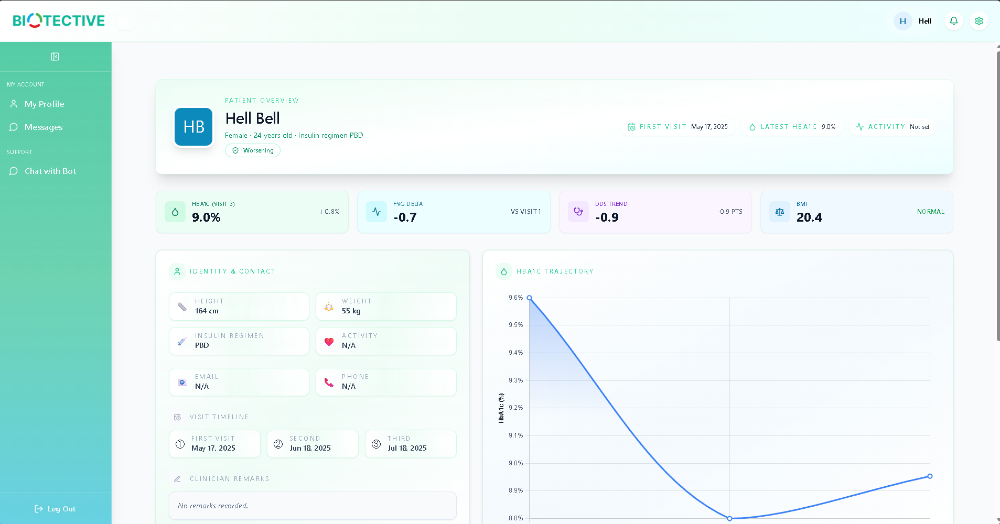 BIOTECTIVE
H
Hell
MY ACCOUNT
My Profile
Messages
SUPPORT
Chat with Bot
Log Out
HB
PATIENT OVERVIEW
Hell Bell
Female · 24 years old · Insulin regimen PBD
Worsening
FIRST VISIT May 17, 2025
LATEST HBA1C 9.0%
ACTIVITY Not set
HBA1C (VISIT 3)
9.0%
↓ 0.8%
FVG DELTA
-0.7
VS VISIT 1
DDS TREND
-0.9
-0.9 PTS
BMI
20.4
NORMAL
IDENTITY & CONTACT
HEIGHT
164 cm
WEIGHT
55 kg
INSULIN REGIMEN
PBD
ACTIVITY
N/A
EMAIL
N/A
PHONE
N/A
VISIT TIMELINE
① FIRST VISIT
May 17, 2025
② SECOND
Jun 18, 2025
③ THIRD
Jul 18, 2025
CLINICIAN REMARKS
No remarks recorded.
HBA1C TRAJECTORY
HbA1c (%)
9.6%
9.5%
9.4%
9.3%
9.2%
9.1%
9.0%
8.9%
8.8%